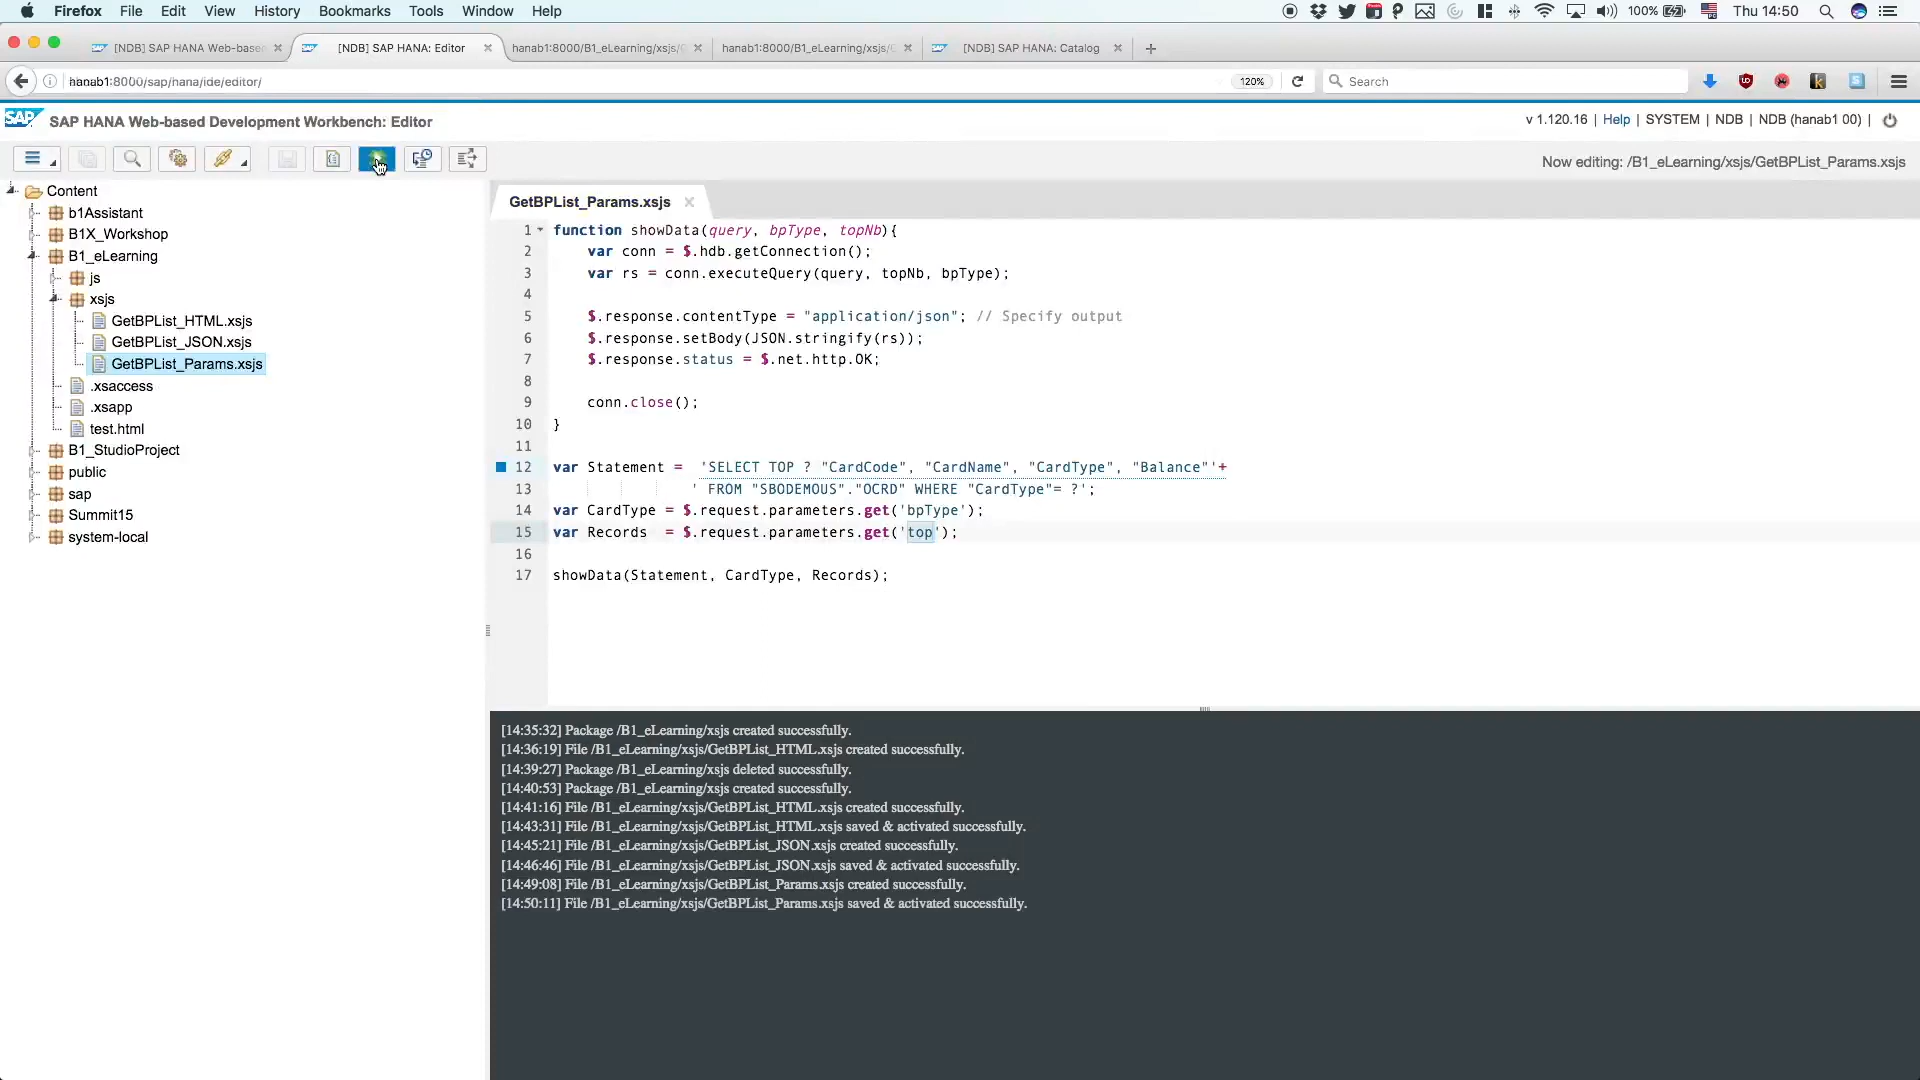 Firefox File Edit View History Bookmarks Tools Window Help 100% Thu 14:50
[NDB] SAP HANA Web-based
[NDB] SAP HANA: Editor
hanab1:8000/B1_eLearning/xsjs/
hanab1:8000/B1_eLearning/xsjs/
[NDB] SAP HANA: Catalog
hanab1:8000/sap/hana/ide/editor/
120%
Search
SAP SAP HANA Web-based Development Workbench: Editor
v 1.120.16 | Help | SYSTEM | NDB | NDB (hanab1 00) |
Now editing: /B1_eLearning/xsjs/GetBPList_Params.xsjs
Content
b1Assistant
B1X_Workshop
B1_eLearning
js
xsjs
GetBPList_HTML.xsjs
GetBPList_JSON.xsjs
GetBPList_Params.xsjs
.xsaccess
.xsapp
test.html
B1_StudioProject
public
sap
Summit15
system-local
GetBPList_Params.xsjs
1 function showData(query, bpType, topNb){
2 var conn = $.hdb.getConnection();
3 var rs = conn.executeQuery(query, topNb, bpType);
4
5 $.response.contentType = "application/json"; // Specify output
6 $.response.setBody(JSON.stringify(rs));
7 $.response.status = $.net.http.OK;
8
9 conn.close();
10 }
11
12 var Statement = 'SELECT TOP ? "CardCode", "CardName", "CardType", "Balance"'+
13 ' FROM "SBODEMOUS"."OCRD" WHERE "CardType"= ?';
14 var CardType = $.request.parameters.get('bpType');
15 var Records = $.request.parameters.get('top');
16
17 showData(Statement, CardType, Records);
[14:35:32] Package /B1_eLearning/xsjs created successfully.
[14:36:19] File /B1_eLearning/xsjs/GetBPList_HTML.xsjs created successfully.
[14:39:27] Package /B1_eLearning/xsjs deleted successfully.
[14:40:53] Package /B1_eLearning/xsjs created successfully.
[14:41:16] File /B1_eLearning/xsjs/GetBPList_HTML.xsjs created successfully.
[14:43:31] File /B1_eLearning/xsjs/GetBPList_HTML.xsjs saved & activated successfully.
[14:45:21] File /B1_eLearning/xsjs/GetBPList_JSON.xsjs created successfully.
[14:46:46] File /B1_eLearning/xsjs/GetBPList_JSON.xsjs saved & activated successfully.
[14:49:08] File /B1_eLearning/xsjs/GetBPList_Params.xsjs created successfully.
[14:50:11] File /B1_eLearning/xsjs/GetBPList_Params.xsjs saved & activated successfully.